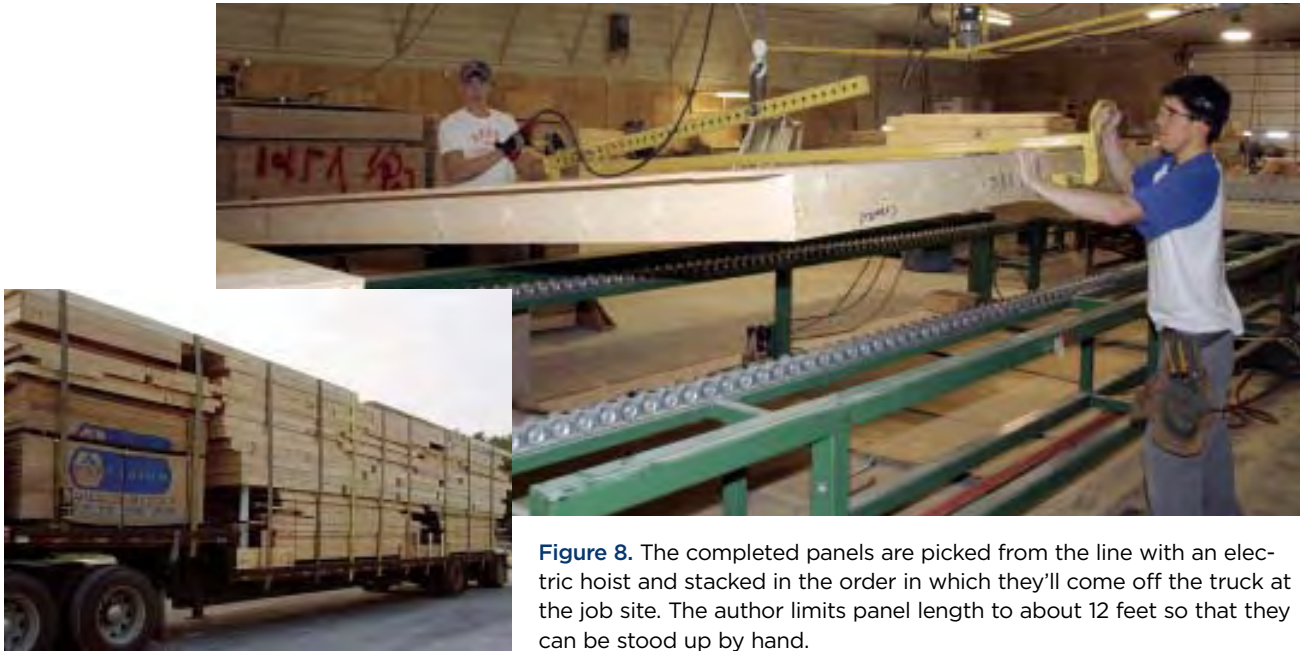 Figure 8. The completed panels are picked from the line with an elec-
tric hoist and stacked in the order in which they'll come off the truck at
the job site. The author limits panel length to about 12 feet so that they
can be stood up by hand.